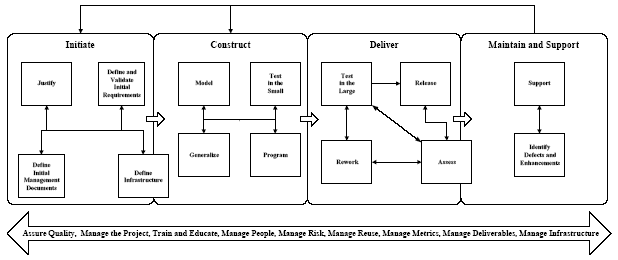 Initiate
Construct
Deliver
Maintain and Support
Justify
Define and
Validate
Initial
Requirements
Model
Test
in the
Small
Test
in the
Large
Release
Support
Define
Initial
Management
Documents
Define
Infrastructure
Generalize
Program
Rework
Assess
Identify
Defects and
Enhancements
Assure Quality, Manage the Project, Train and Educate, Manage People, Manage Risk, Manage Reuse, Manage Metrics, Manage Deliverables, Manage Infrastructure